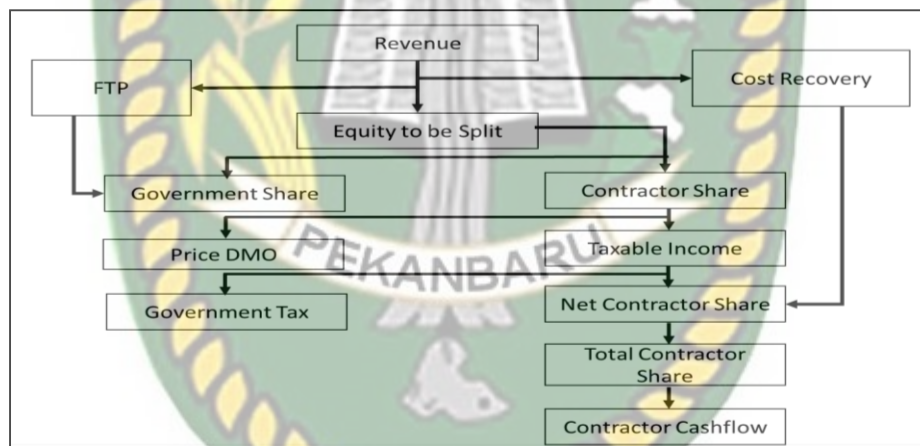 Revenue
FTP
Cost Recovery
Equity to be Split
Government Share
Contractor Share
Price DMO
PEKANBARU
Taxable Income
Government Tax
Net Contractor Share
Total Contractor
Share
Contractor Cashflow